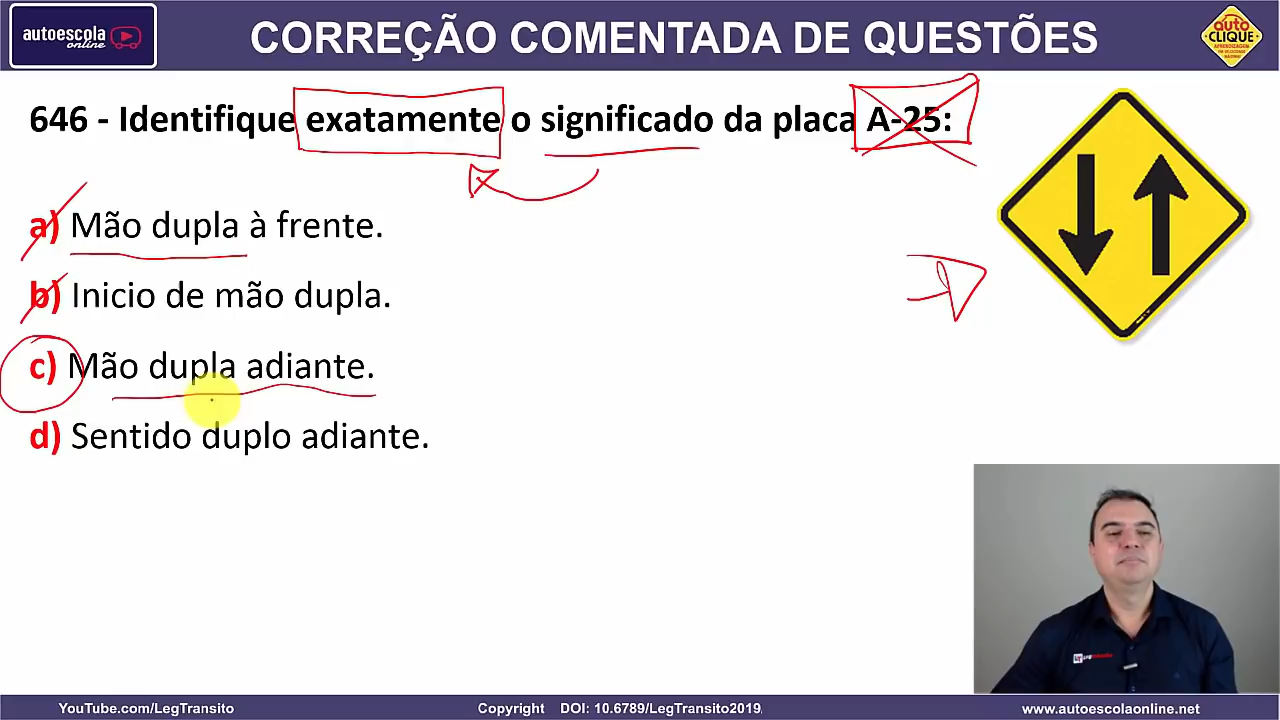 autoescola
online
CORREÇÃO COMENTADA DE QUESTÕES
auto
CLIQUE
646 - Identifique exatamente o significado da placa A-25:
a) Mão dupla à frente.
b) Inicio de mão dupla.
c) Mão dupla adiante.
d) Sentido duplo adiante.
YouTube.com/LegTransito
Copyright DOI: 10.6789/LegTransito2019
www.autoescolaonline.net